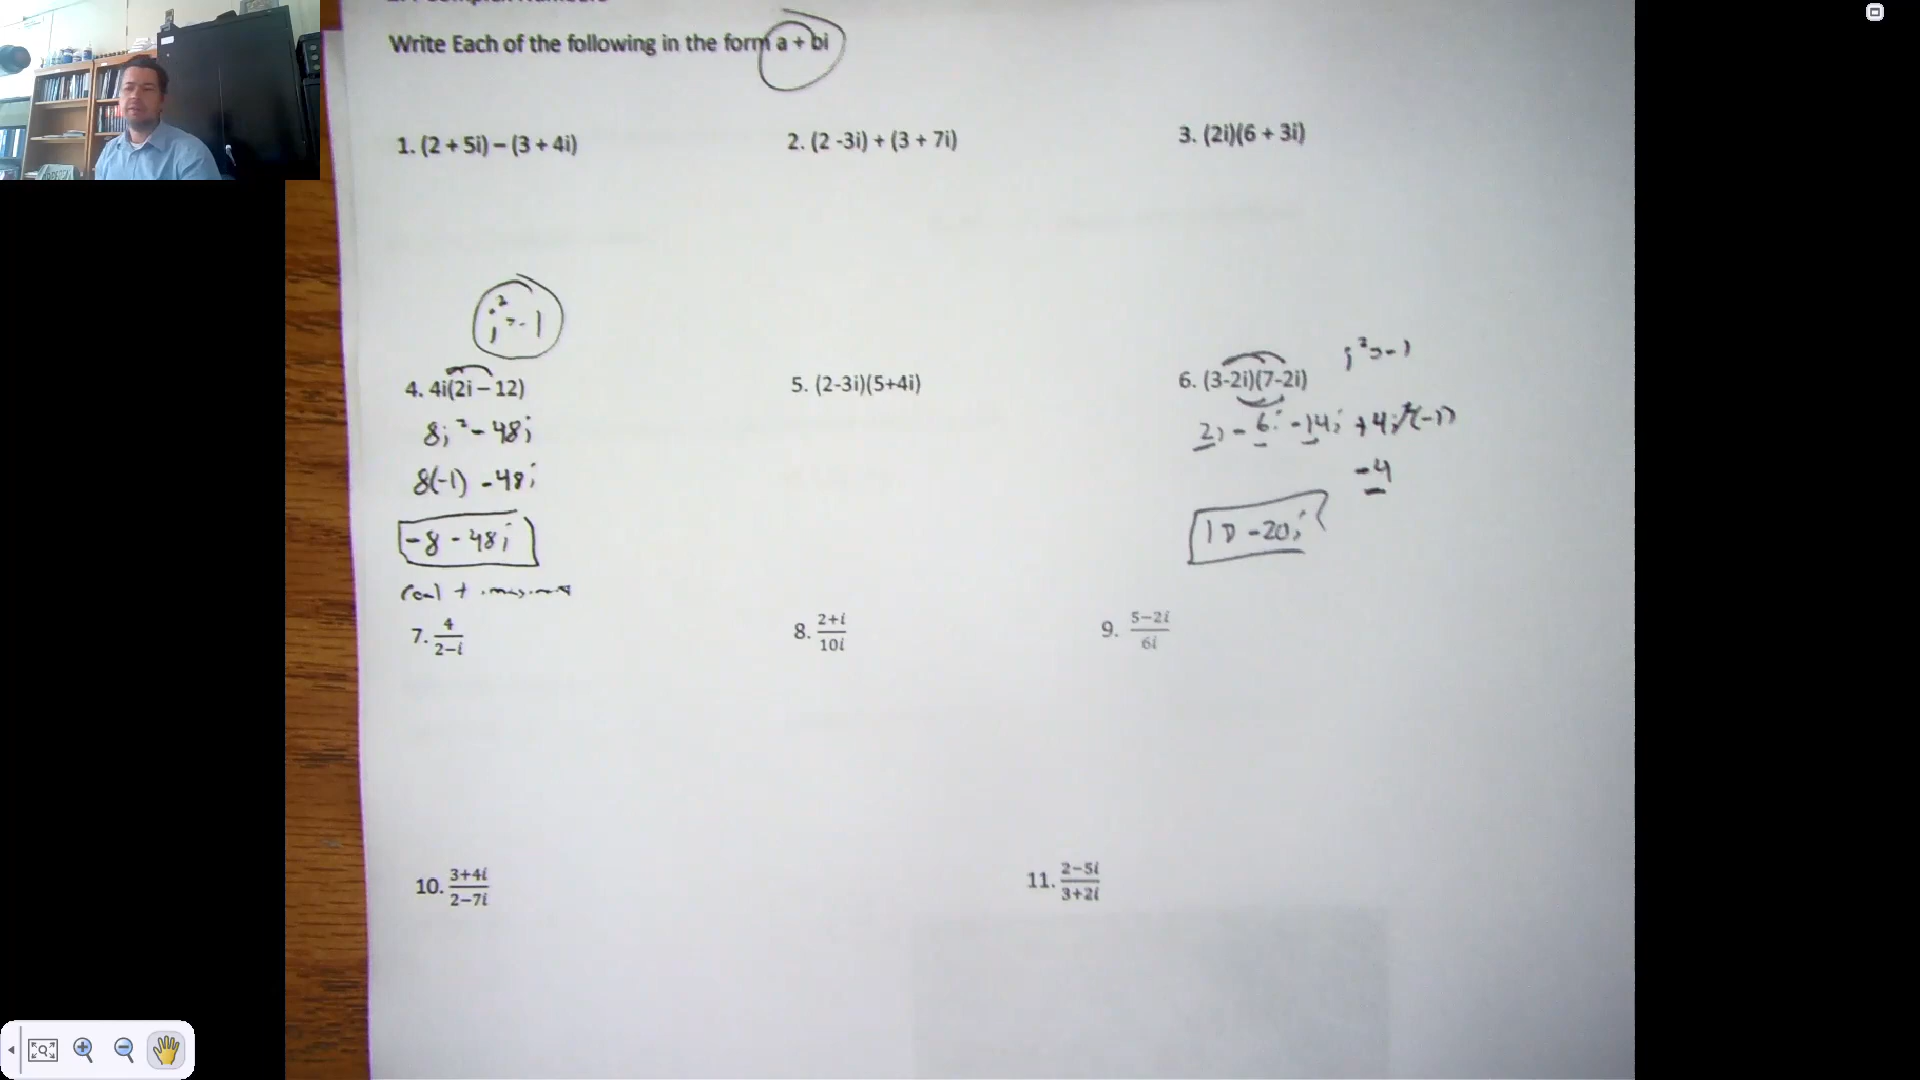 Write Each of the following in the form a + bi
1. (2 + 5i) – (3 + 4i)
2. (2 -3i) + (3 + 7i)
3. (2i)(6 + 3i)
i² = -1
4. 4i(2i – 12)
8i² - 48i
8(-1) - 48i
-8 - 48i
5. (2-3i)(5+4i)
i² = -1
6. (3-2i)(7-2i)
21 - 6i - 14i + 4i² (-1)
-4
17 - 20i
7. 4/(2−i)
8. (2+i)/10i
9. (5−2i)/6i
10. (3+4i)/(2−7i)
11. (2−5i)/(3+2i)